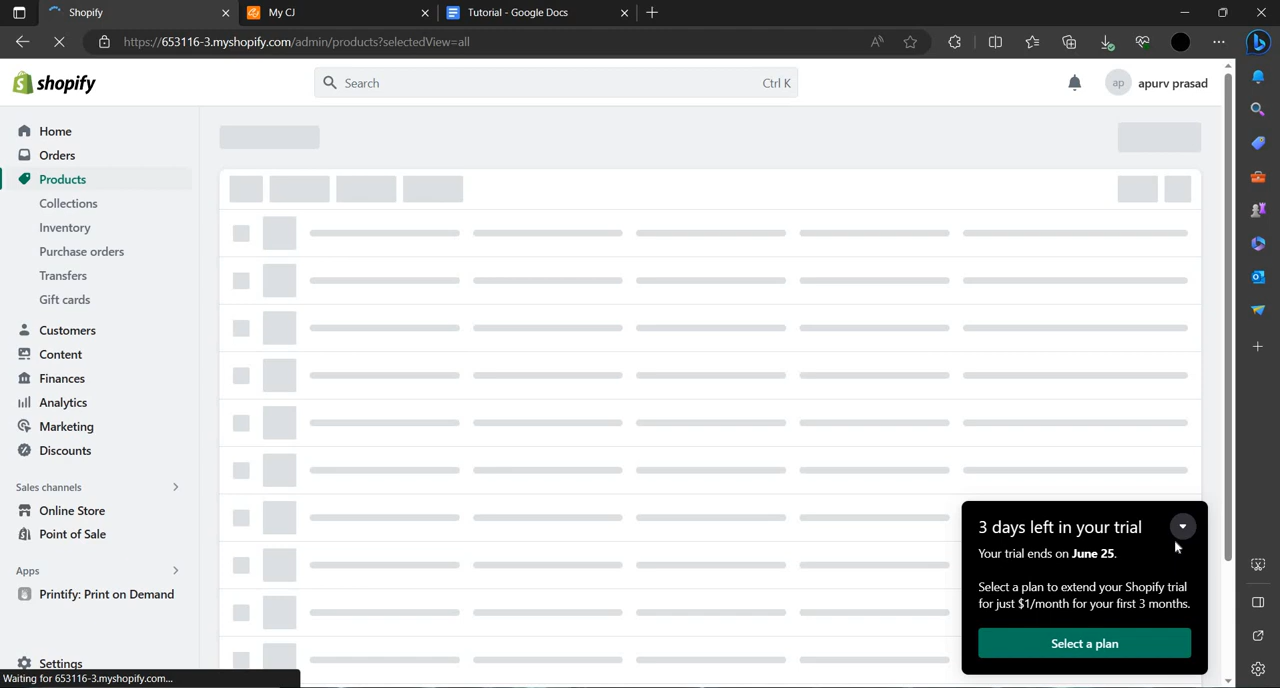 Shopify
My CJ
Tutorial - Google Docs
https://653116-3.myshopify.com/admin/products?selectedView=all
shopify
Search
Ctrl K
ap
apurv prasad
Home
Orders
Products
Collections
Inventory
Purchase orders
Transfers
Gift cards
Customers
Content
Finances
Analytics
Marketing
Discounts
Sales channels
Online Store
Point of Sale
Apps
Printify: Print on Demand
Settings
Waiting for 653116-3.myshopify.com...
3 days left in your trial
Your trial ends on June 25.
Select a plan to extend your Shopify trial
for just $1/month for your first 3 months.
Select a plan